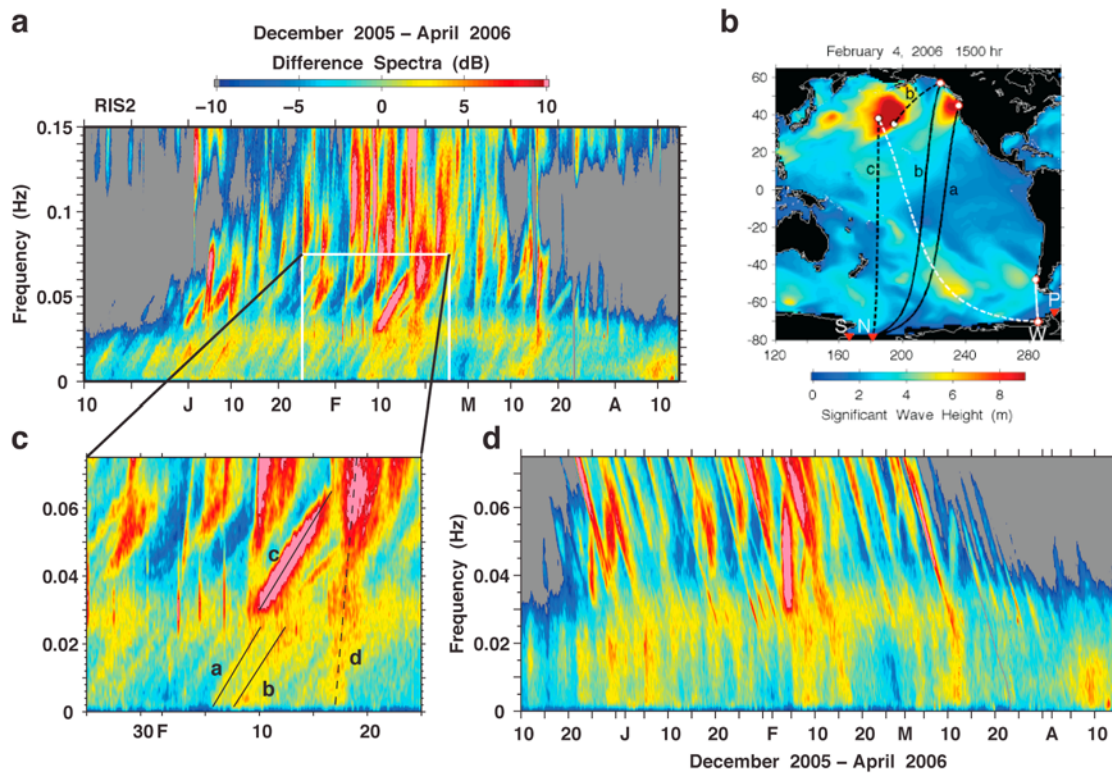 a
December 2005 – April 2006
Difference Spectra (dB)
RIS2
−10 −5 0 5 10
0.15
0.1
0.05
0
Frequency (Hz)
10 J 10 20 F 10 M 10 20 A 10
b
February 4, 2006 1500 hr
60
40
20
0
-20
-40
-60
-80
b
c
b
a
S N W P
120 160 200 240 280
0 2 4 6 8
Significant Wave Height (m)
c
0.06
0.04
0.02
0
Frequency (Hz)
c
a
b
d
30 F 10 20
d
0.06
0.04
0.02
0
Frequency (Hz)
10 20 J 10 20 F 10 20 M 10 20 A 10
December 2005 – April 2006